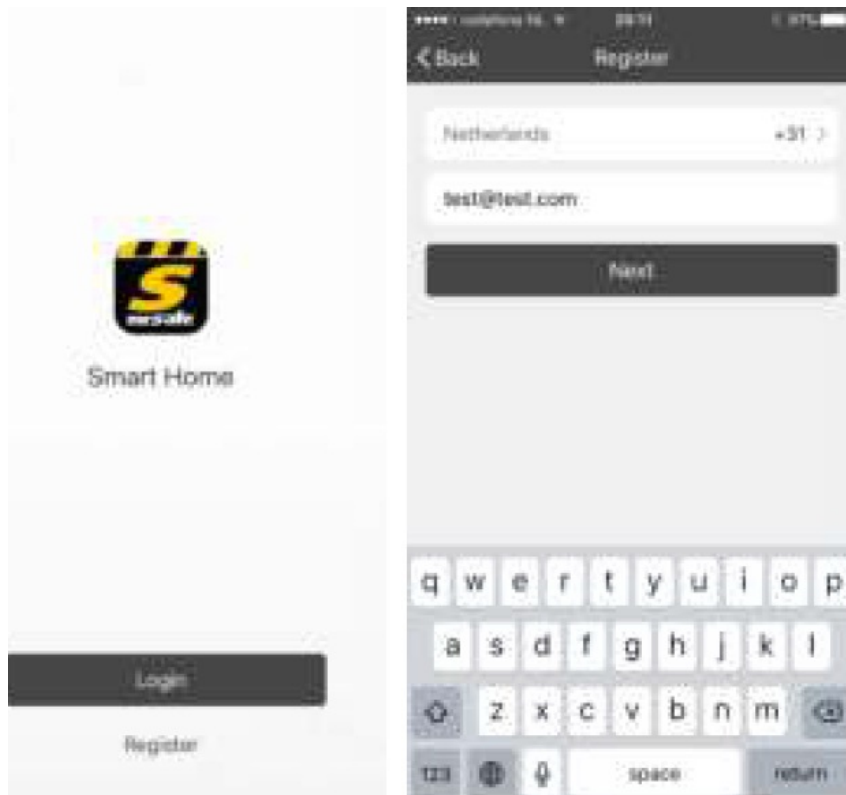 S
Smart Home
Login
Register
< Back Register
Netherlands +31 >
test@test.com
Next
q w e r t y u i o p
a s d f g h j k l
z x c v b n m
123 space return